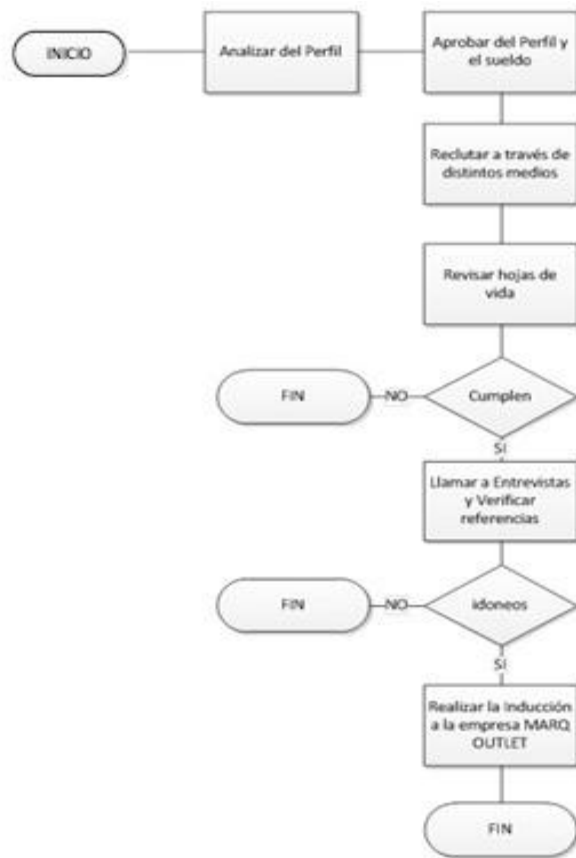 INICIO
Analizar del Perfil
Aprobar del Perfil y
el sueldo
Reclutar a través de
distintos medios
Revisar hojas de
vida
FIN
NO
Cumplen
SI
Llamar a Entrevistas
y Verificar
referencias
FIN
NO
idoneos
SI
Realizar la Inducción
a la empresa MARQ
OUTLET
FIN